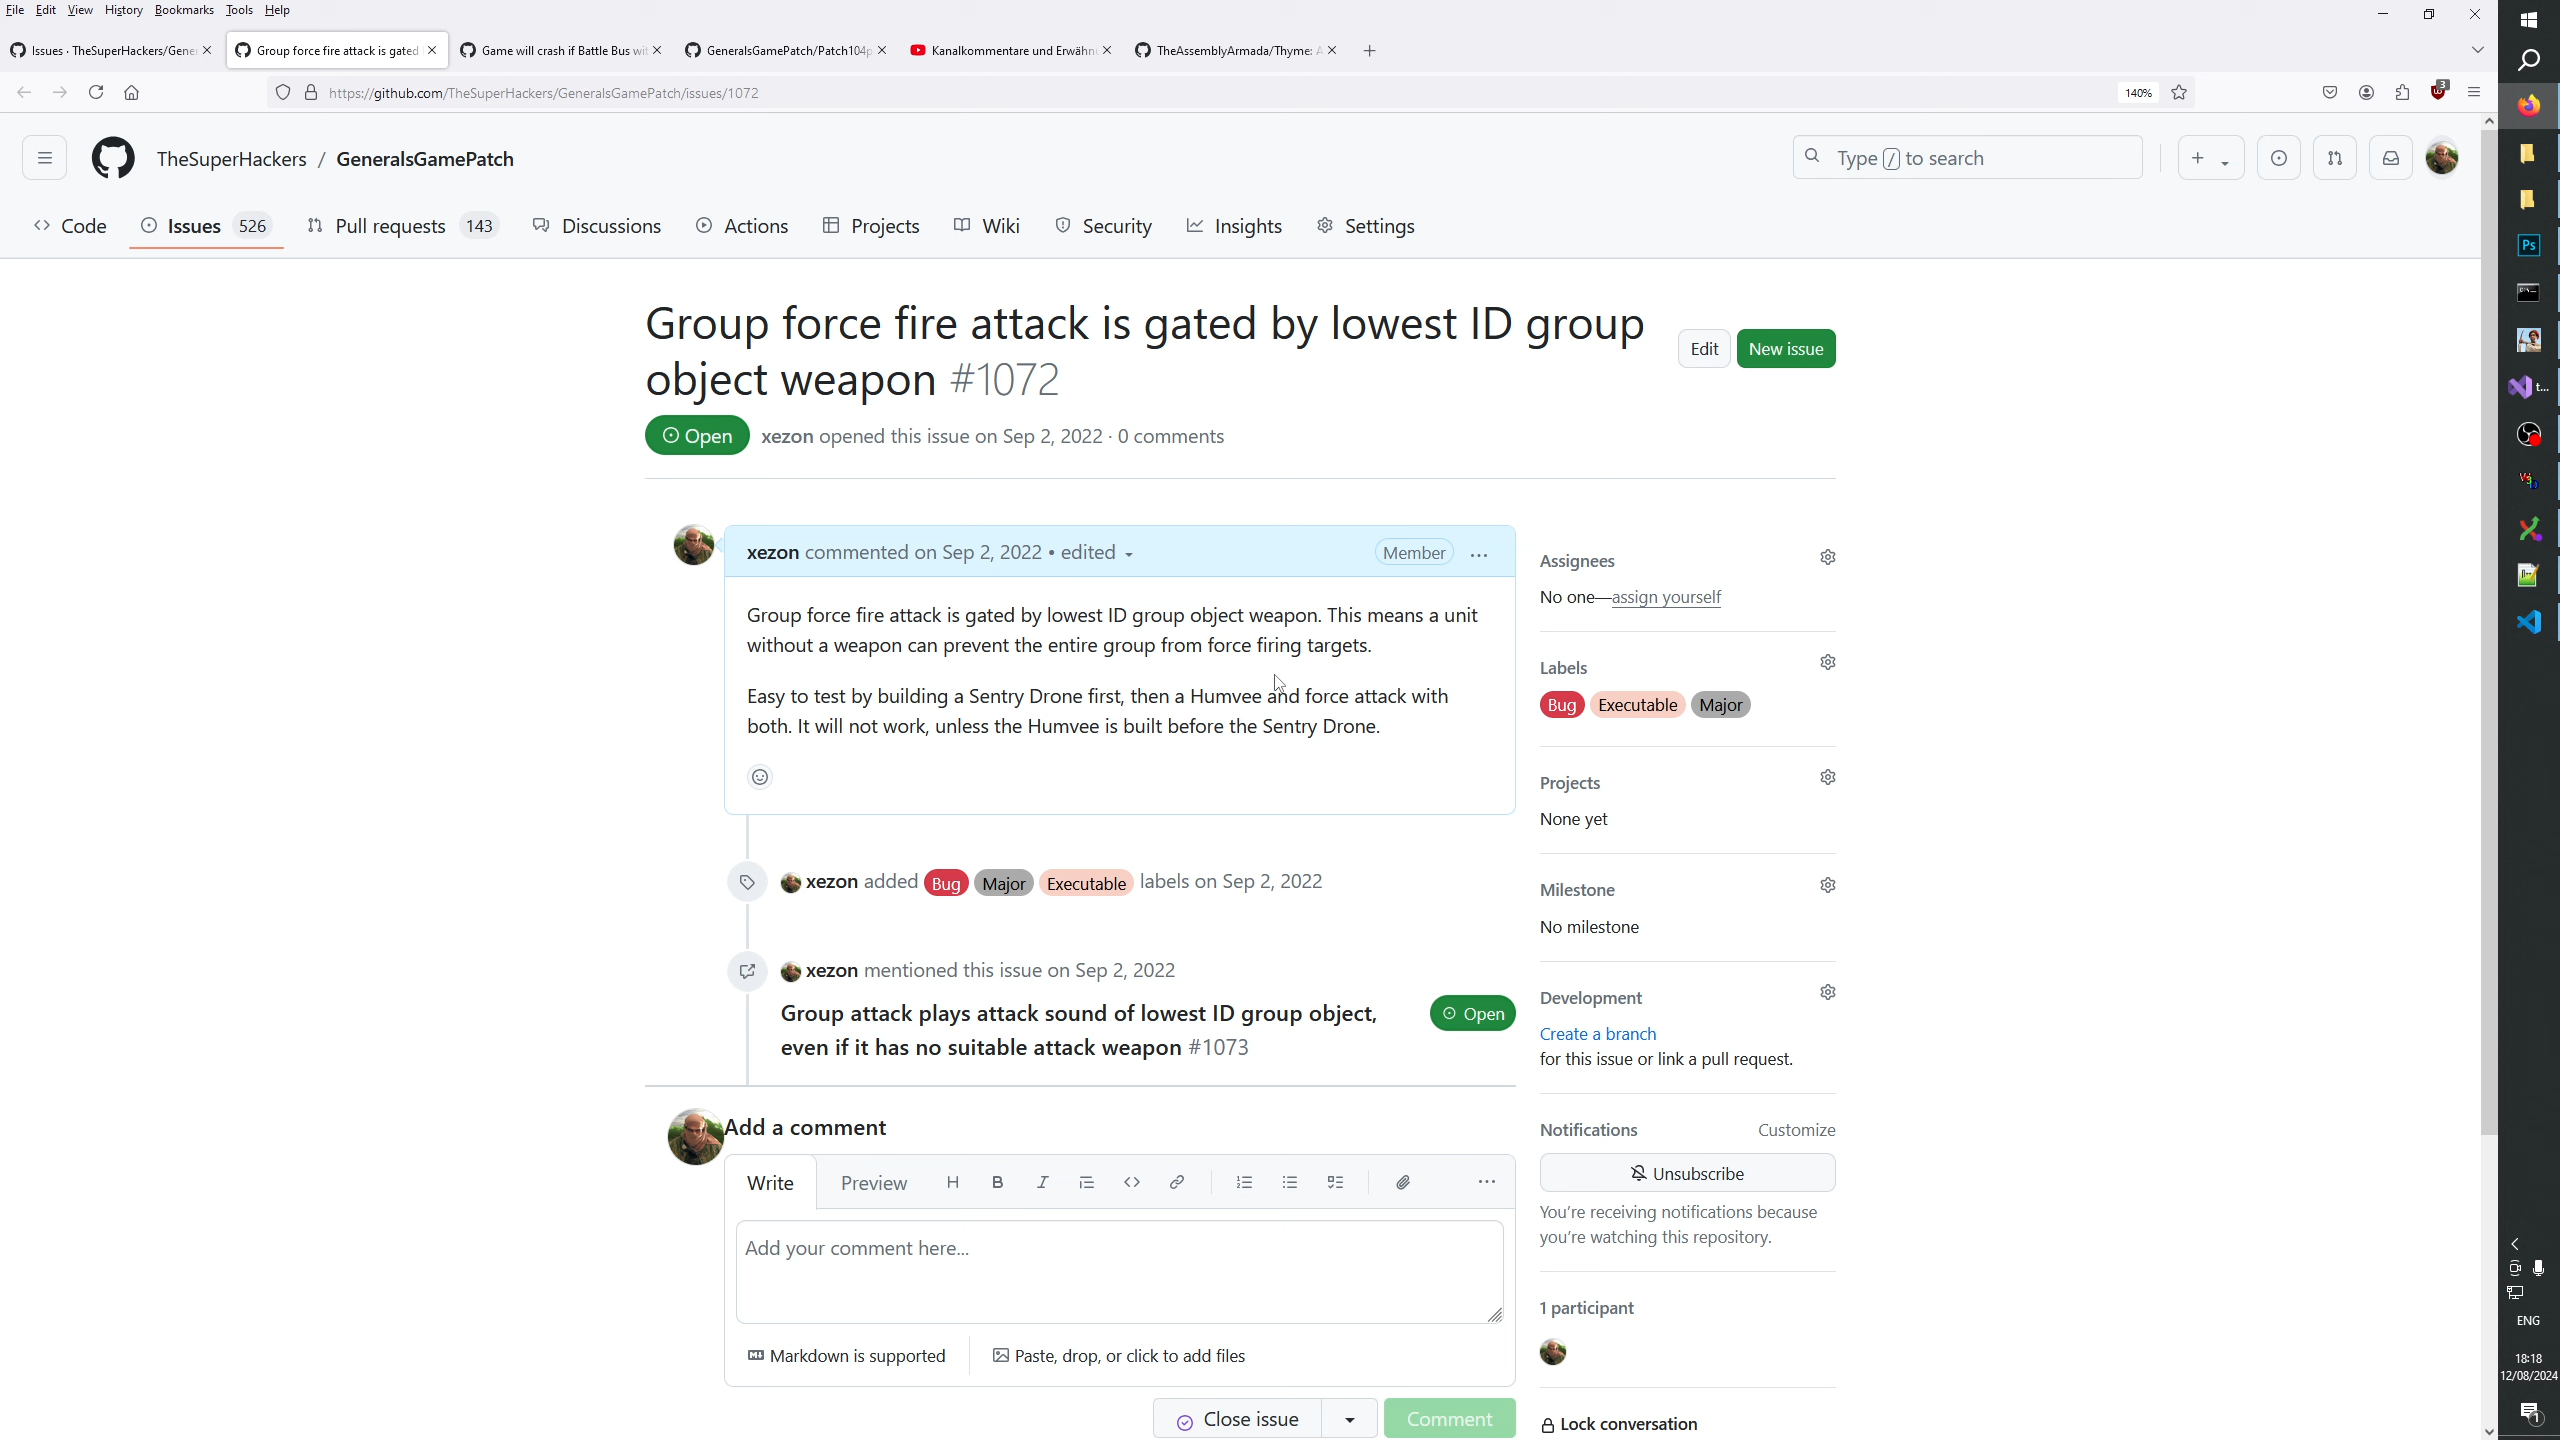 File Edit View History Bookmarks Tools Help
Issues · TheSuperHackers/Gene
Group force fire attack is gated
Game will crash if Battle Bus wit
GeneralsGamePatch/Patch104p
Kanalkommentare und Erwähn
TheAssemblyArmada/Thyme: A
https://github.com/TheSuperHackers/GeneralsGamePatch/issues/1072
140%
3
TheSuperHackers / GeneralsGamePatch
Type / to search
Code
Issues 526
Pull requests 143
Discussions
Actions
Projects
Wiki
Security
Insights
Settings
Group force fire attack is gated by lowest ID group
object weapon #1072
Edit
New issue
Open
xezon opened this issue on Sep 2, 2022 · 0 comments
xezon commented on Sep 2, 2022 • edited
Member
Group force fire attack is gated by lowest ID group object weapon. This means a unit
without a weapon can prevent the entire group from force firing targets.
Easy to test by building a Sentry Drone first, then a Humvee and force attack with
both. It will not work, unless the Humvee is built before the Sentry Drone.
xezon added Bug Major Executable labels on Sep 2, 2022
xezon mentioned this issue on Sep 2, 2022
Group attack plays attack sound of lowest ID group object,
even if it has no suitable attack weapon #1073
Open
Add a comment
Write
Preview
H B I
Add your comment here...
Markdown is supported
Paste, drop, or click to add files
Close issue
Comment
Assignees
No one—assign yourself
Labels
Bug Executable Major
Projects
None yet
Milestone
No milestone
Development
Create a branch
for this issue or link a pull request.
Notifications
Customize
Unsubscribe
You're receiving notifications because
you're watching this repository.
1 participant
Lock conversation
Ps
t...
ENG
18:18
12/08/2024
1